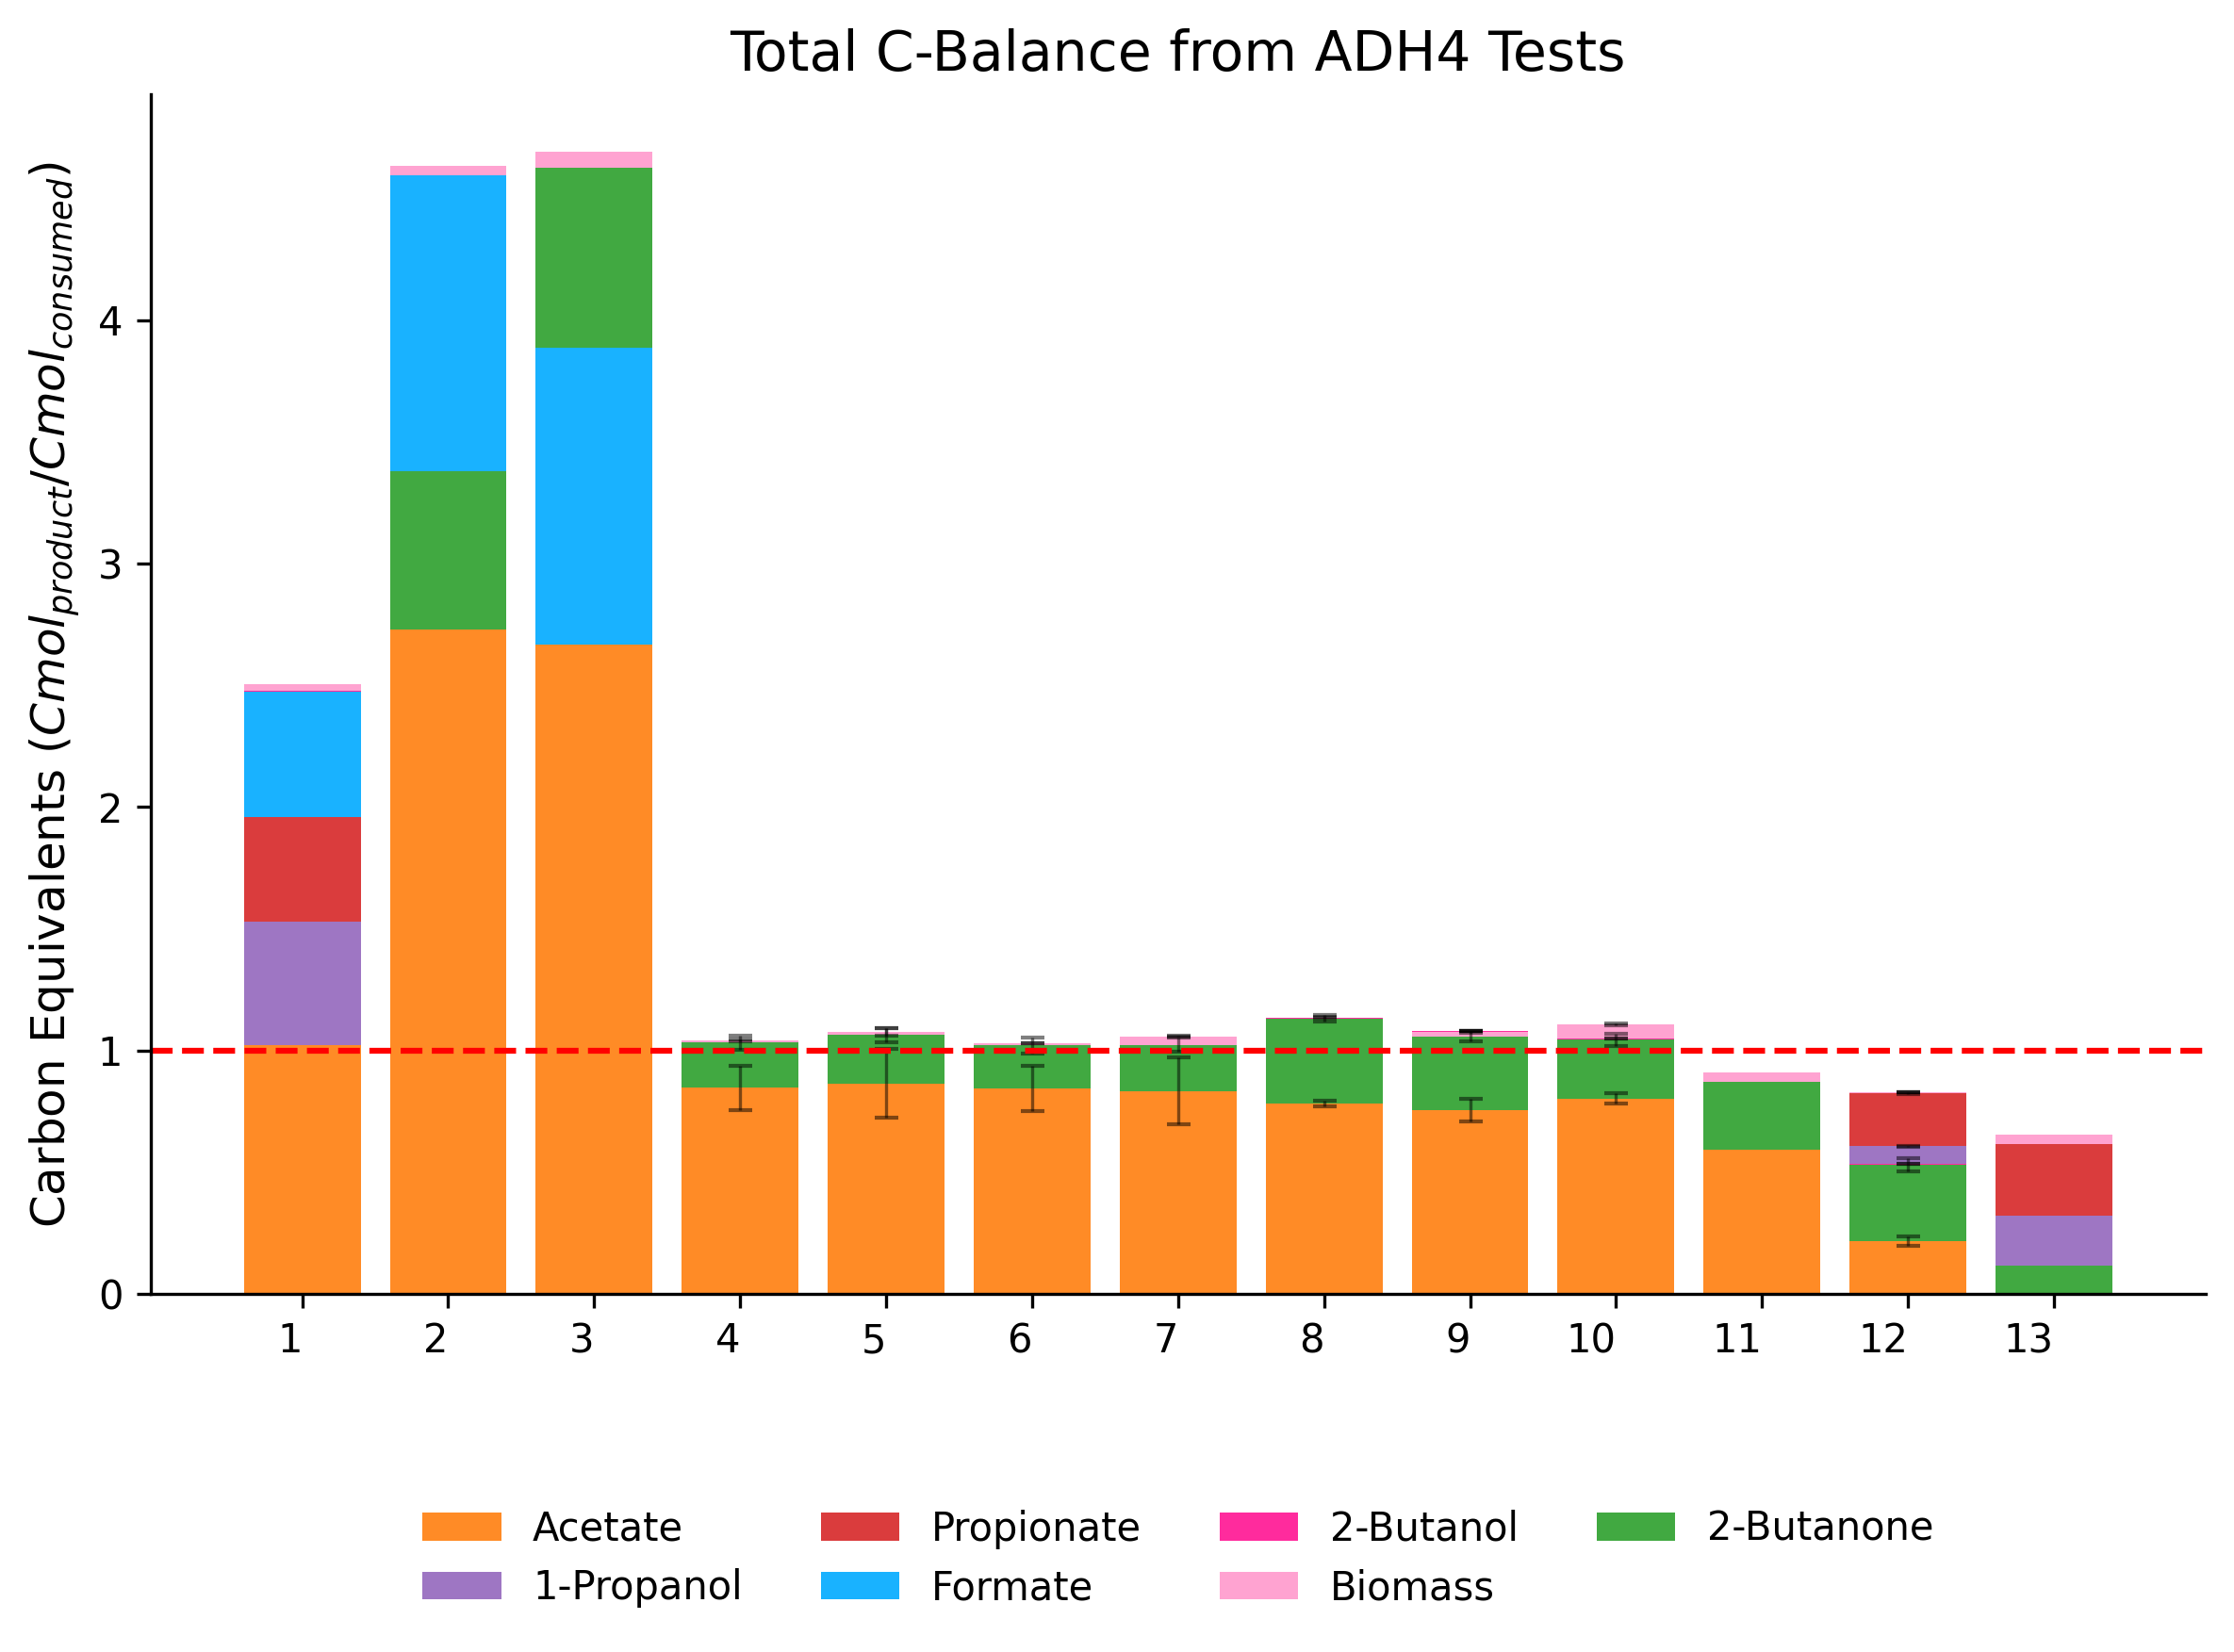 Total C-Balance from ADH4 Tests
Carbon Equivalents (Cmol_product/Cmol_consumed)
4
3
2
1
0
1 2 3 4 5 6 7 8 9 10 11 12 13
Acetate Propionate 2-Butanol 2-Butanone
1-Propanol Formate Biomass